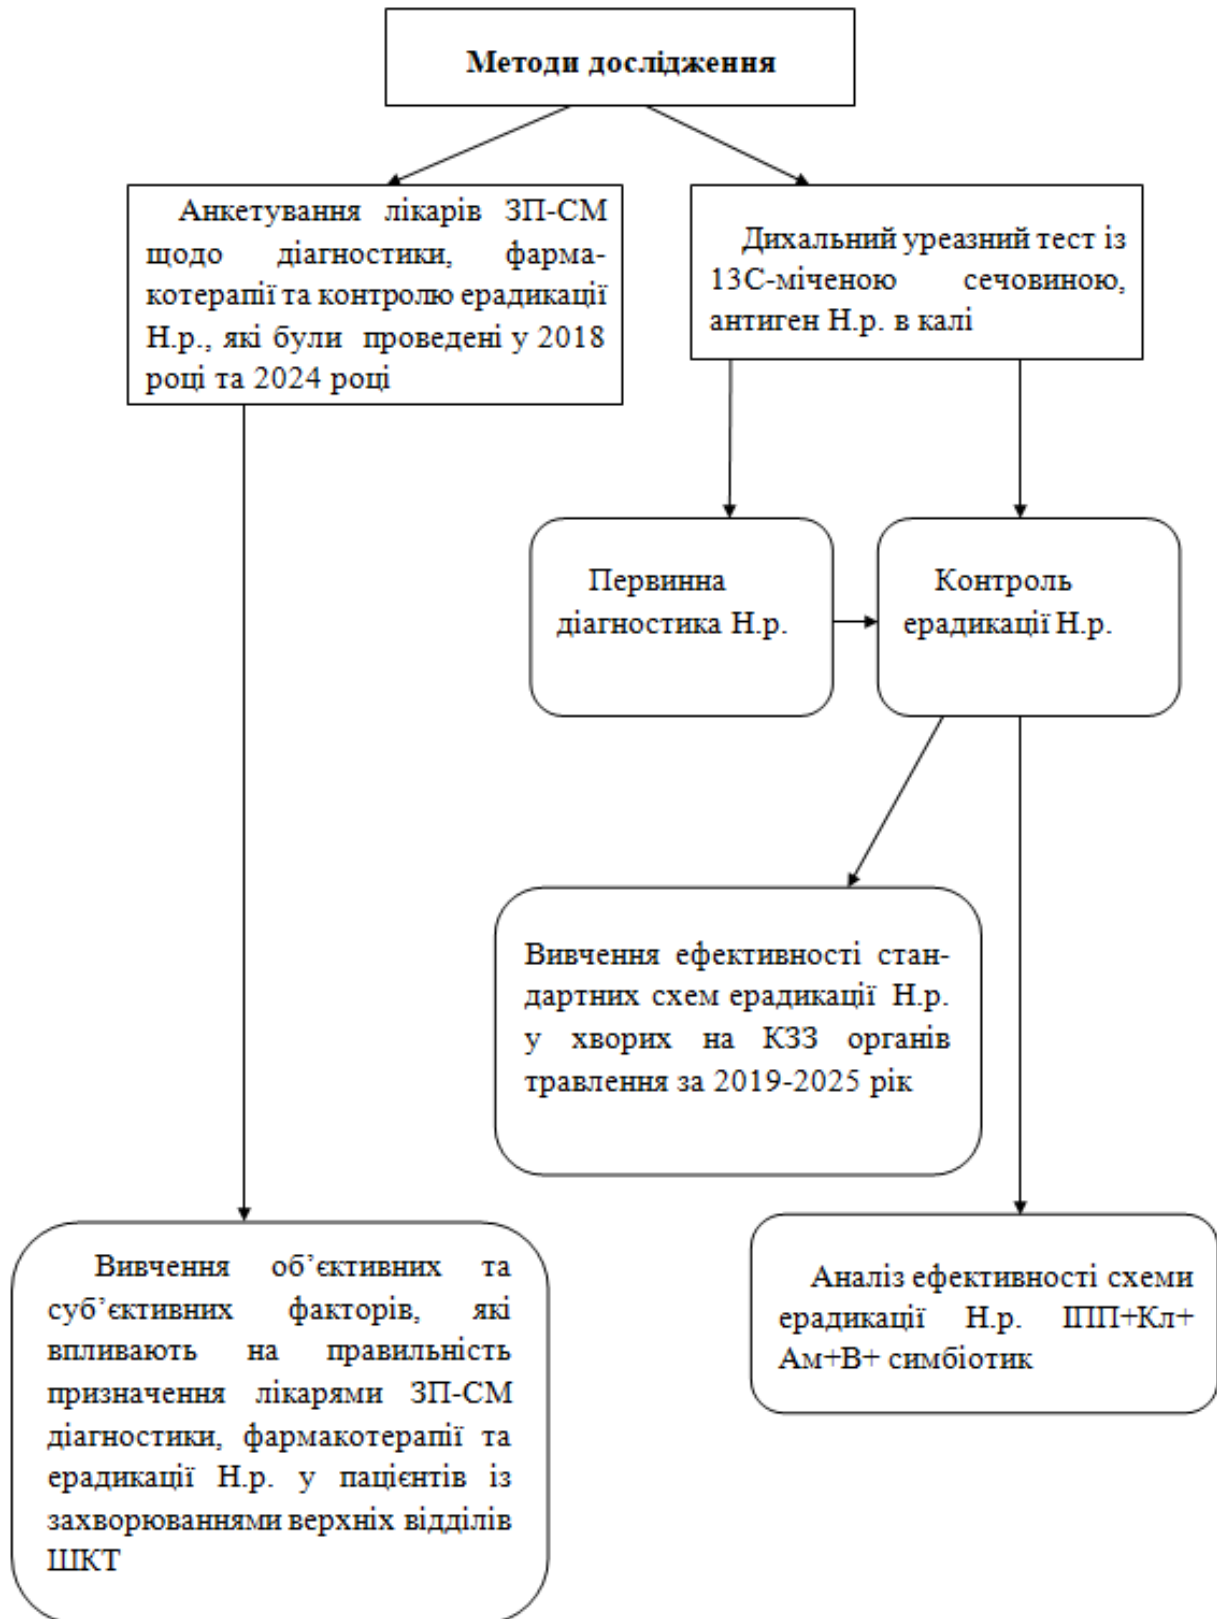 Методи дослідження
Анкетування лікарів ЗП-СМ
щодо діагностики, фарма-
котерапії та контролю ерадикації
Н.р., які були проведені у 2018
році та 2024 році
Дихальний уреазний тест із
13С-міченою сечовиною,
антиген Н.р. в калі
Первинна
діагностика Н.р.
Контроль
ерадикації Н.р.
Вивчення ефективності стан-
дартних схем ерадикації Н.р.
у хворих на КЗЗ органів
травлення за 2019-2025 рік
Вивчення об’єктивних та
суб’єктивних факторів, які
впливають на правильність
призначення лікарями ЗП-СМ
діагностики, фармакотерапії та
ерадикації Н.р. у пацієнтів із
захворюваннями верхніх відділів
ШКТ
Аналіз ефективності схеми
ерадикації Н.р. ІПП+Кл+
Ам+В+ симбіотик